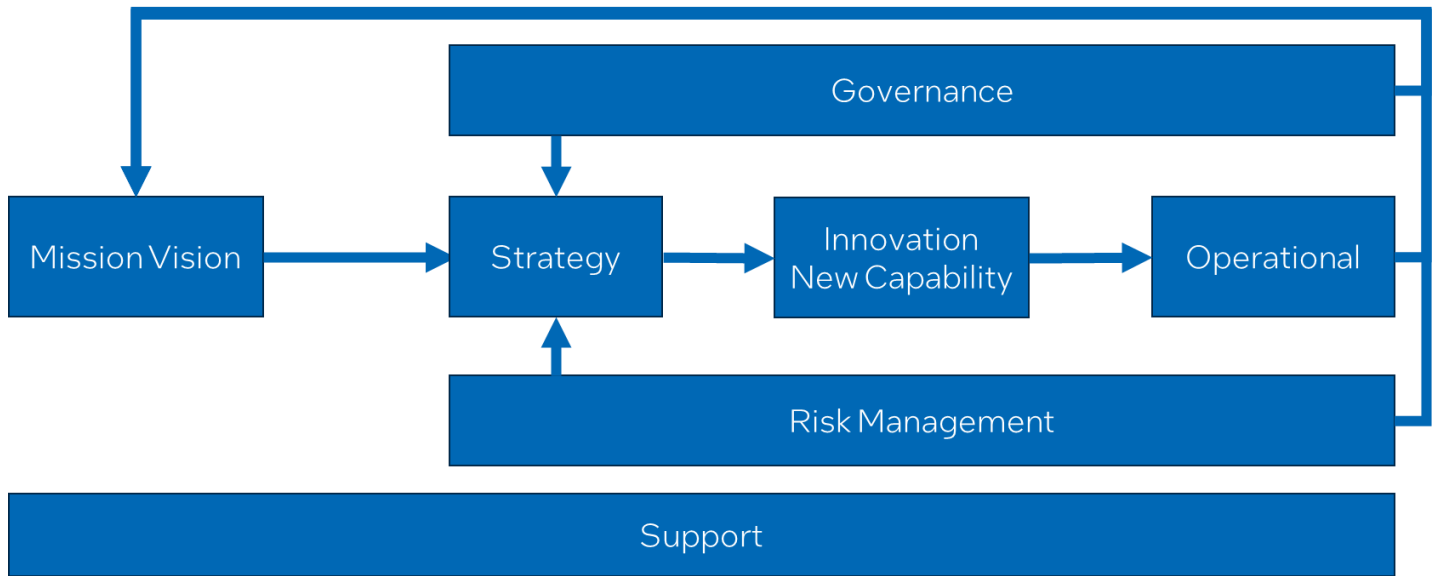 Governance
Mission Vision
Strategy
Innovation
New Capability
Operational
Risk Management
Support